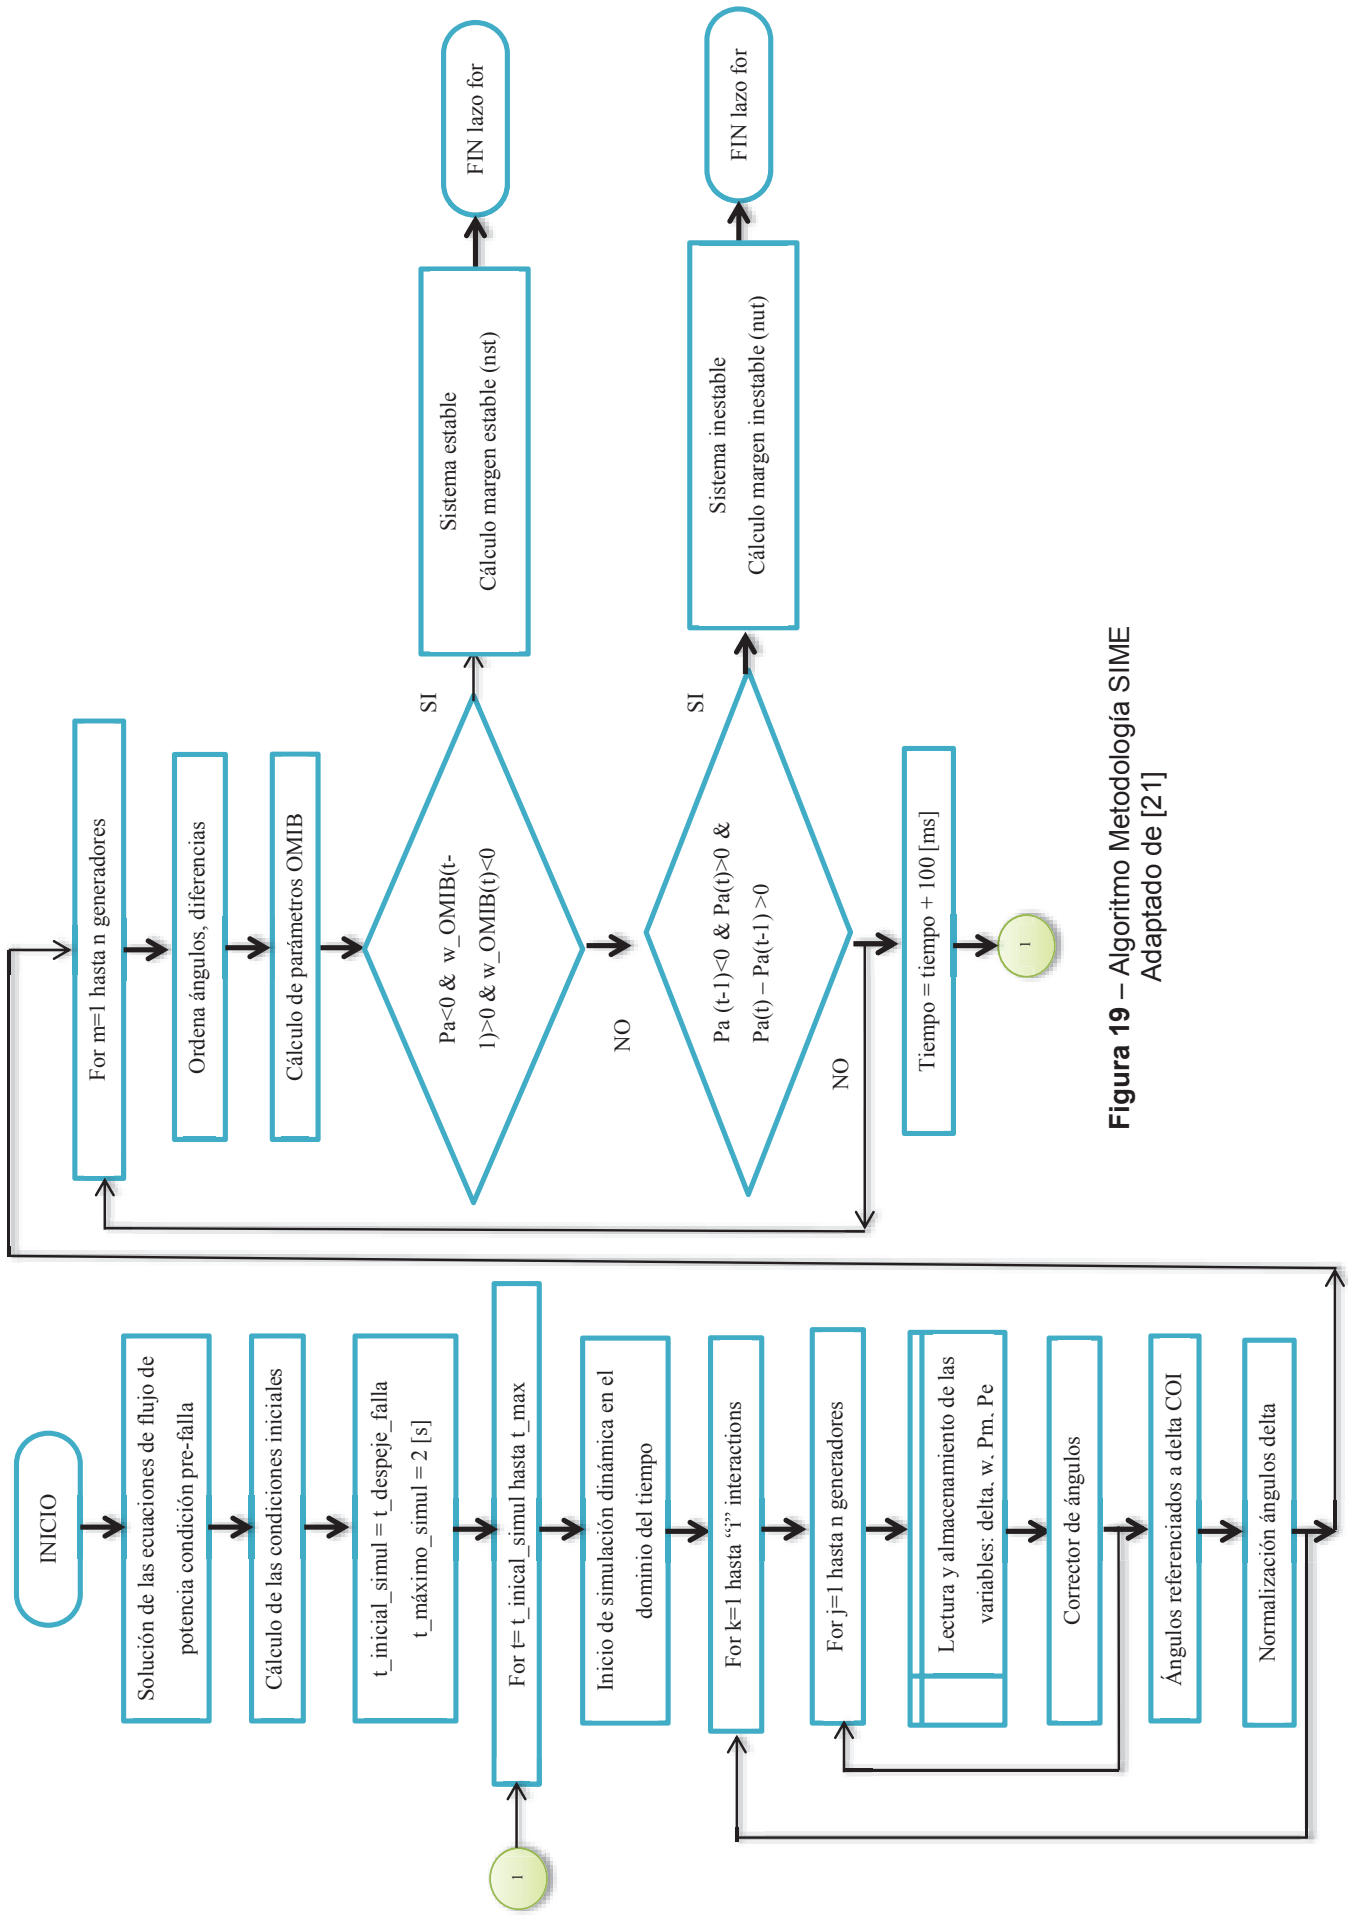 INICIO
Solución de las ecuaciones de flujo de
potencia condición pre-falla
Cálculo de las condiciones iniciales
t_inicial_simul = t_despeje_falla
t_máximo_simul = 2 [s]
1
For t= t_inical_simul hasta t_max
Inicio de simulación dinámica en el
dominio del tiempo
For k=1 hasta “i” interactions
For j=1 hasta n generadores
Lectura y almacenamiento de las
variables: delta. w. Pm. Pe
Corrector de ángulos
Ángulos referenciados a delta COI
Normalización ángulos delta
For m=1 hasta n generadores
Ordena ángulos, diferencias
Cálculo de parámetros OMIB
Pa<0 & w_OMIB(t-
1)>0 & w_OMIB(t)<0
SI
Sistema estable
Cálculo margen estable (nst)
FIN lazo for
NO
Pa (t-1)<0 & Pa(t)>0 &
Pa(t) – Pa(t-1) >0
SI
Sistema inestable
Cálculo margen inestable (nut)
FIN lazo for
NO
Tiempo = tiempo + 100 [ms]
1
Figura 19 – Algoritmo Metodología SIME
Adaptado de [21]